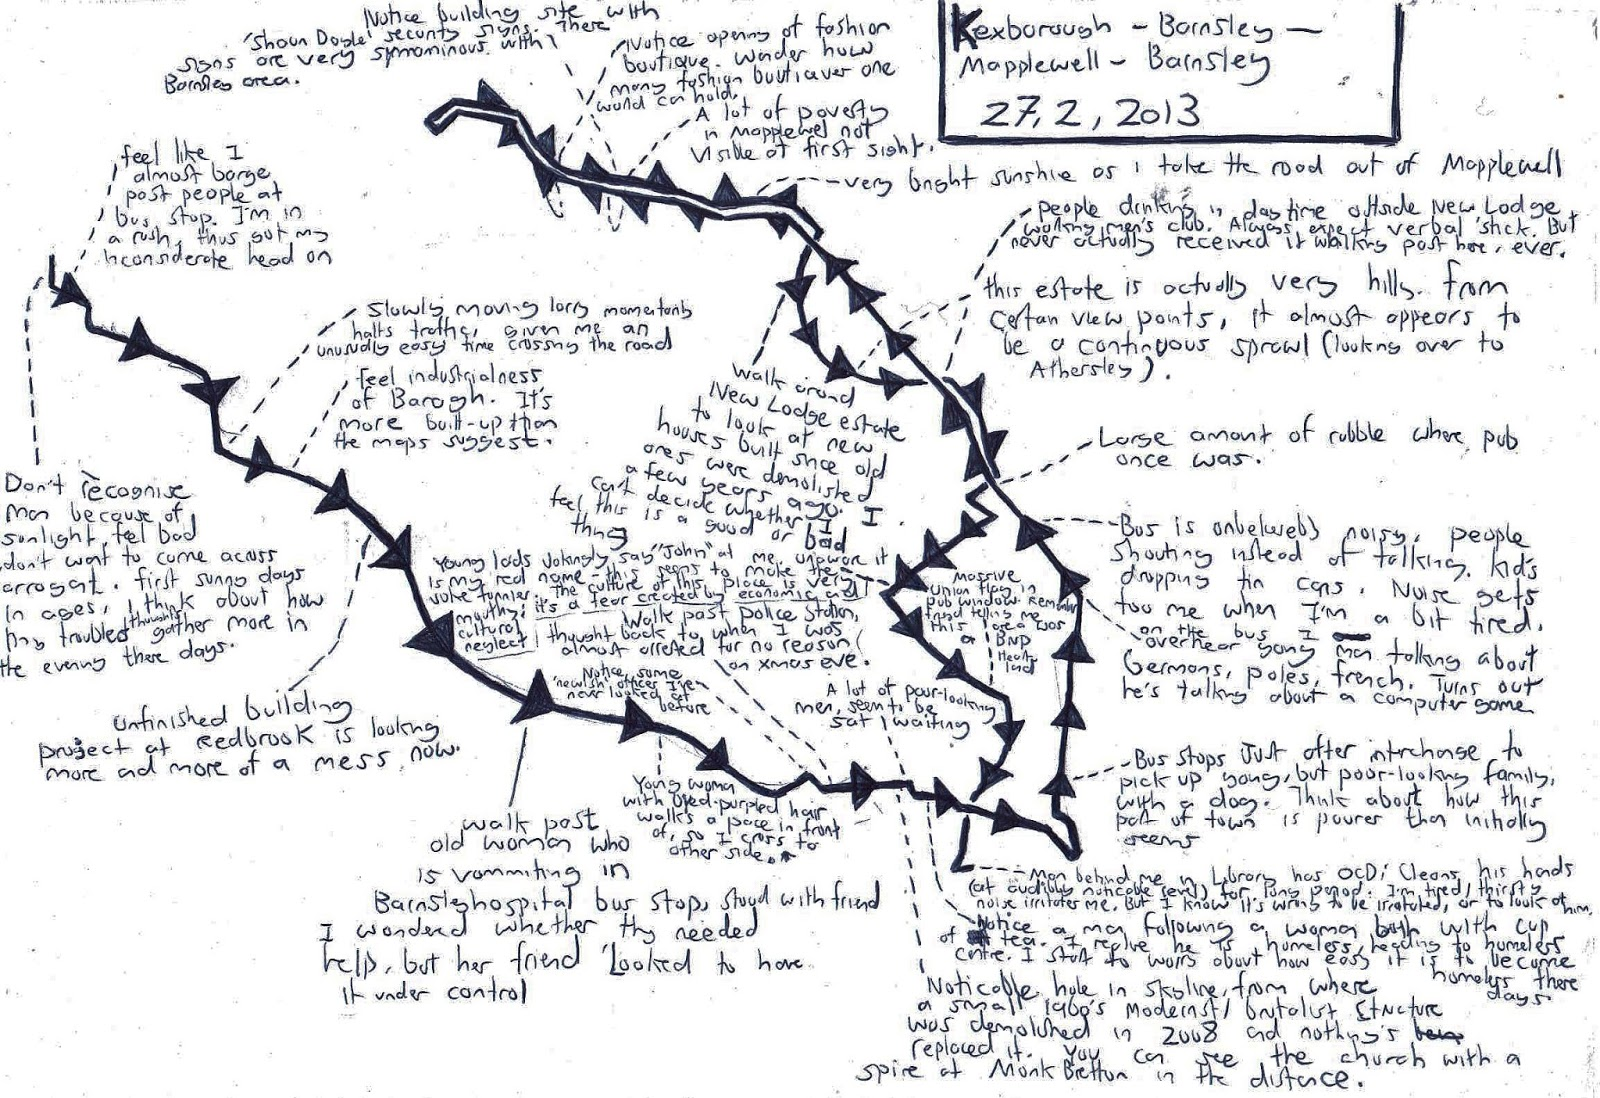 Kexborough - Barnsley -
Mapplewell - Barnsley
27, 2, 2013
Notice building site with
'Shaun Doyle' security signs. These
signs are very synominous with
Barnsley area.
Notice opening of fashion
boutique. Wonder how
many fashion boutiques one
world can hold.
A lot of poverty
in Mapplewell not
visible at first sight.
very bright sunshine as i take the road out of Mapplewell
feel like I
almost barge
past people at
bus stop. I'm in
a rush, thus got my
inconsiderate head on
people drinking in daytime outside New Lodge
working men's club. Always expect verbal 'stick'. But
never actually received it walking past here, ever.
this estate is actually very hilly. from
certain view points, it almost appears to
be a continuous sprawl (looking over to
Athersley).
Slowly moving lorry momentarily
halts traffic, given me an
unusually easy time crossing the road
feel industrialness
of Barugh. It's
more built-up than
the maps suggest.
Walk around
New Lodge estate
to look at new
houses built since old
ones were demolished
a few years ago. I
can't decide whether I
feel this is a good or bad
thing
Large amount of rubble where pub
once was.
Don't recognise
man because of
sunlight, feel bad
don't want to come across
arrogant. first sunny days
in ages, I think about how
my troubled thoughts gather more in
the evening these days.
Bus is unbelievably noisy, people
shouting instead of talking. kid's
dropping tin cans. Noise gets
too me when I'm a bit tired.
on the bus I
overhear young man talking about
Germans, poles, french. Turns out
he's talking about a computer game
Young lads jokingly say "John" at me, unaware it
is my real name - this seems to make the
joke funnier. the culture of this place is very
mouthy: it's a fear created by economic and
cultural
neglect
Walk past police station,
thought back to when I was
almost arrested for no reason
on xmas eve.
Massive
union flag in
pub window. Remember
friend telling me
this area was
a BNP
Heart
land
Notice some
'newish' offices I've
never looked at
before
A lot of poor-looking
men, seem to be
sat waiting
unfinished building
project at Redbrook is looking
more and more of a mess now.
Bus stops just after interchange to
pick up young, but poor-looking family,
with a dog. Think about how this
part of town is poorer than initially
seems
Young woman
with dyed-purpled hair
walks a pace in front
of, so I cross to
other side.
walk past
old woman who
is vommiting in
Barnsley hospital bus stop, stood with friend
I wondered whether they needed
help, but her friend 'Looked to have
it under control
Man behind me in Library has OCD; Cleans his hands
(at audibly noticable level) for long period. I'm tired, thirsty
noise irritates me. But I know it's wrong to be irratated, or to look at him.
Notice a man following a woman both with cup
of tea. I realise he is homeless, heading to homeless
centre. I start to worry about how easy it is to become
homeless these
days.
Noticable hole in skyline, from where
a small 1960's Modernist/brutalist structure
was demolished in 2008 and nothing's
replaced it. You can see the church with a
spire at Monk Bretton in the distance.